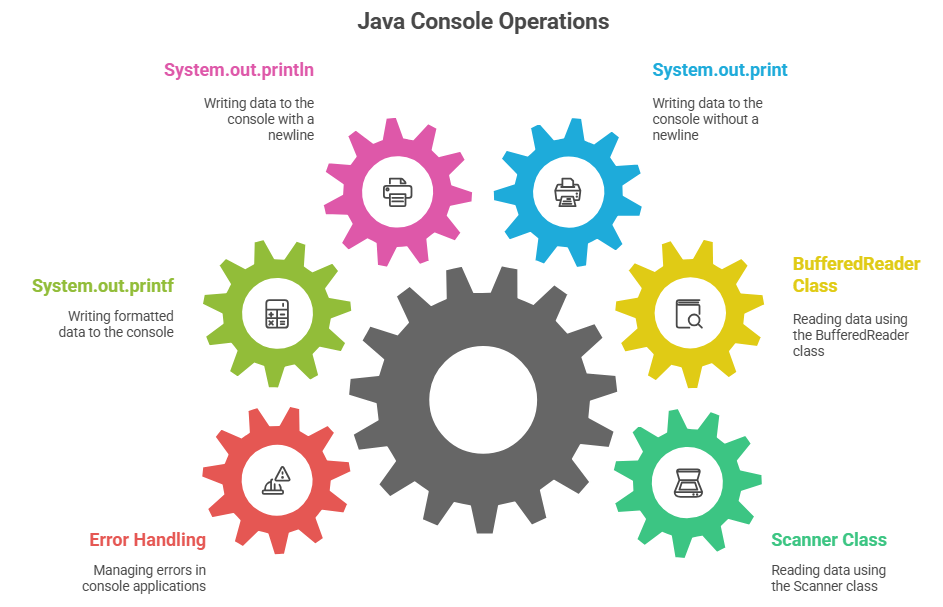 Java Console Operations
System.out.println
Writing data to the
console with a
newline
System.out.print
Writing data to the
console without a
newline
System.out.printf
Writing formatted
data to the console
BufferedReader
Class
Reading data using
the BufferedReader
class
Error Handling
Managing errors in
console applications
Scanner Class
Reading data using
the Scanner class